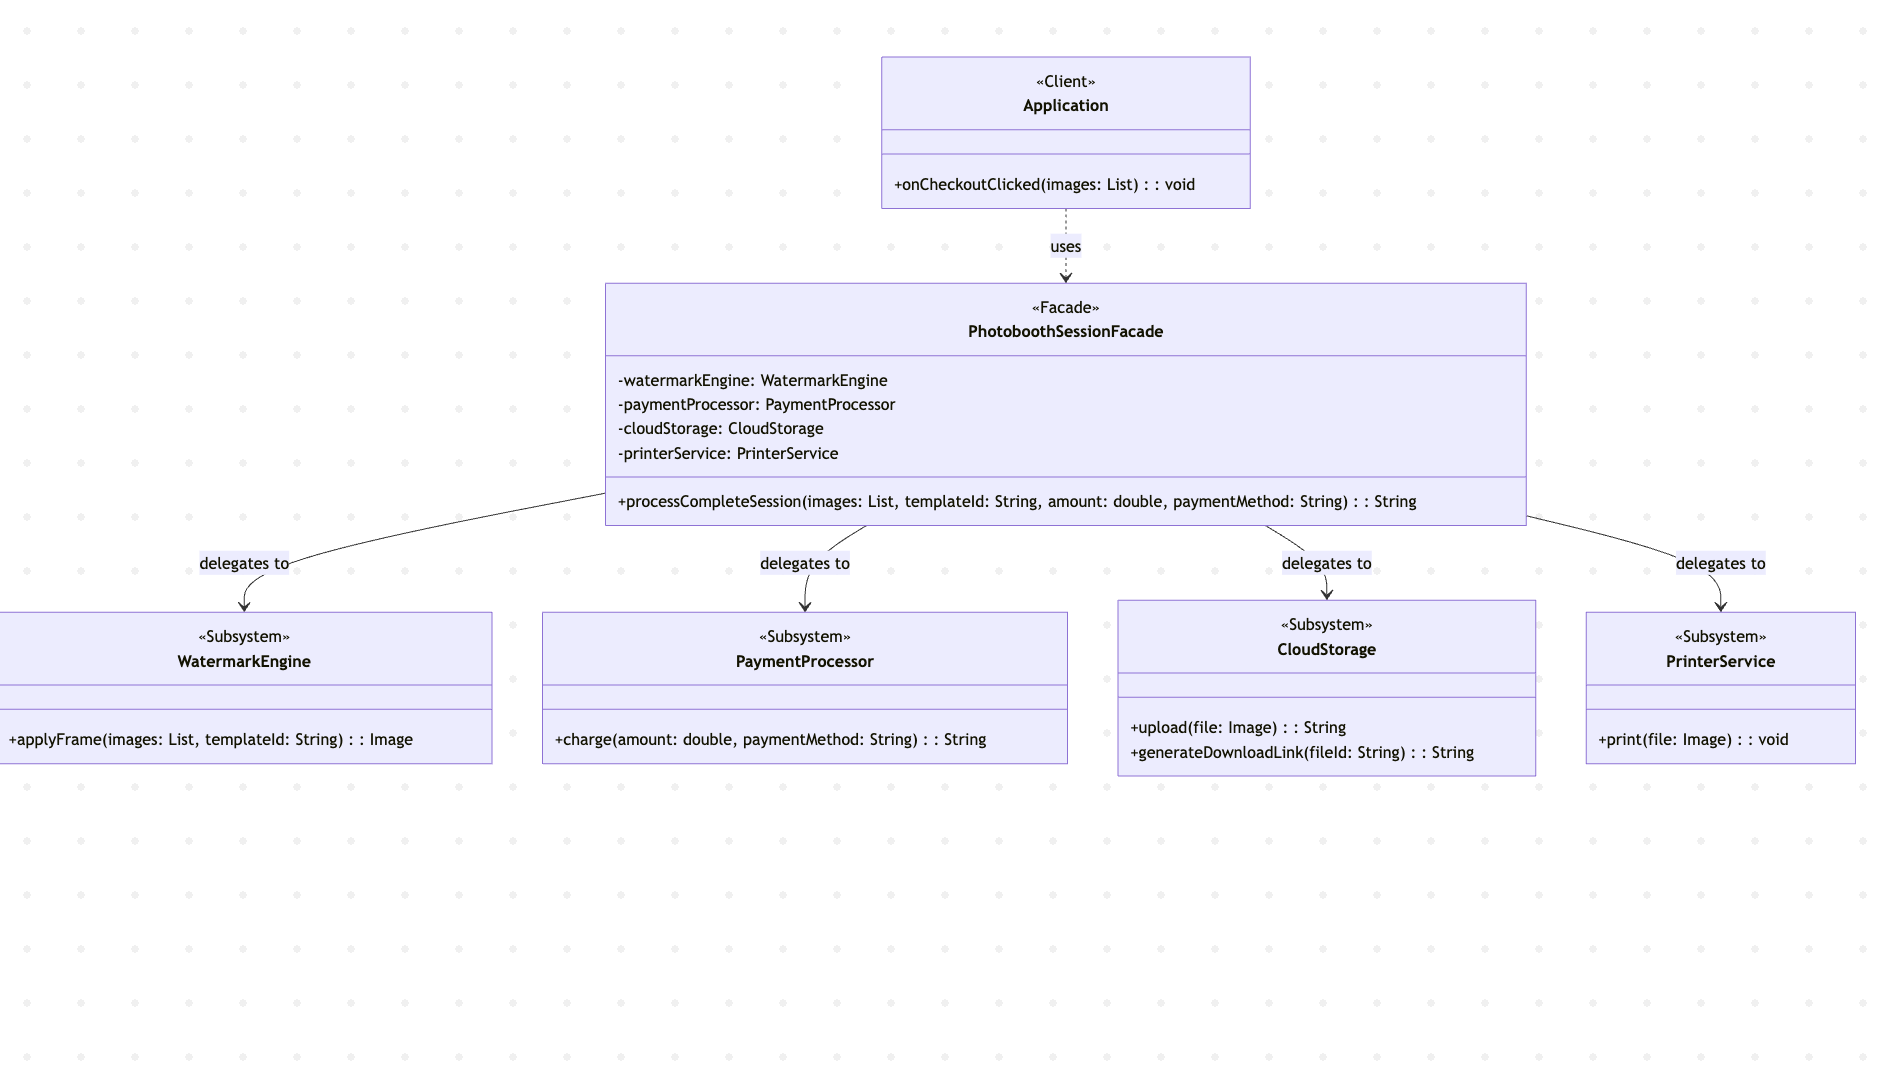 «Client»
Application
+onCheckoutClicked(images: List) : : void
uses
«Facade»
PhotoboothSessionFacade
-watermarkEngine: WatermarkEngine
-paymentProcessor: PaymentProcessor
-cloudStorage: CloudStorage
-printerService: PrinterService
+processCompleteSession(images: List, templateId: String, amount: double, paymentMethod: String) : : String
delegates to
delegates to
delegates to
delegates to
«Subsystem»
WatermarkEngine
+applyFrame(images: List, templateId: String) : : Image
«Subsystem»
PaymentProcessor
+charge(amount: double, paymentMethod: String) : : String
«Subsystem»
CloudStorage
+upload(file: Image) : : String
+generateDownloadLink(fileId: String) : : String
«Subsystem»
PrinterService
+print(file: Image) : : void